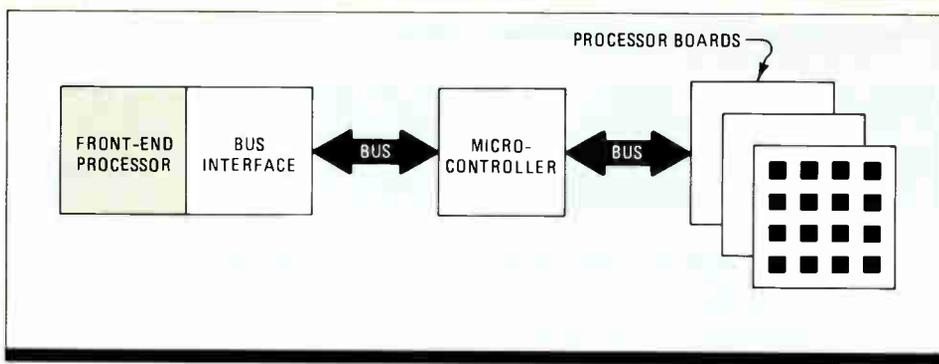 PROCESSOR BOARDS
FRONT-END
PROCESSOR
BUS
INTERFACE
BUS
MICRO-
CONTROLLER
BUS